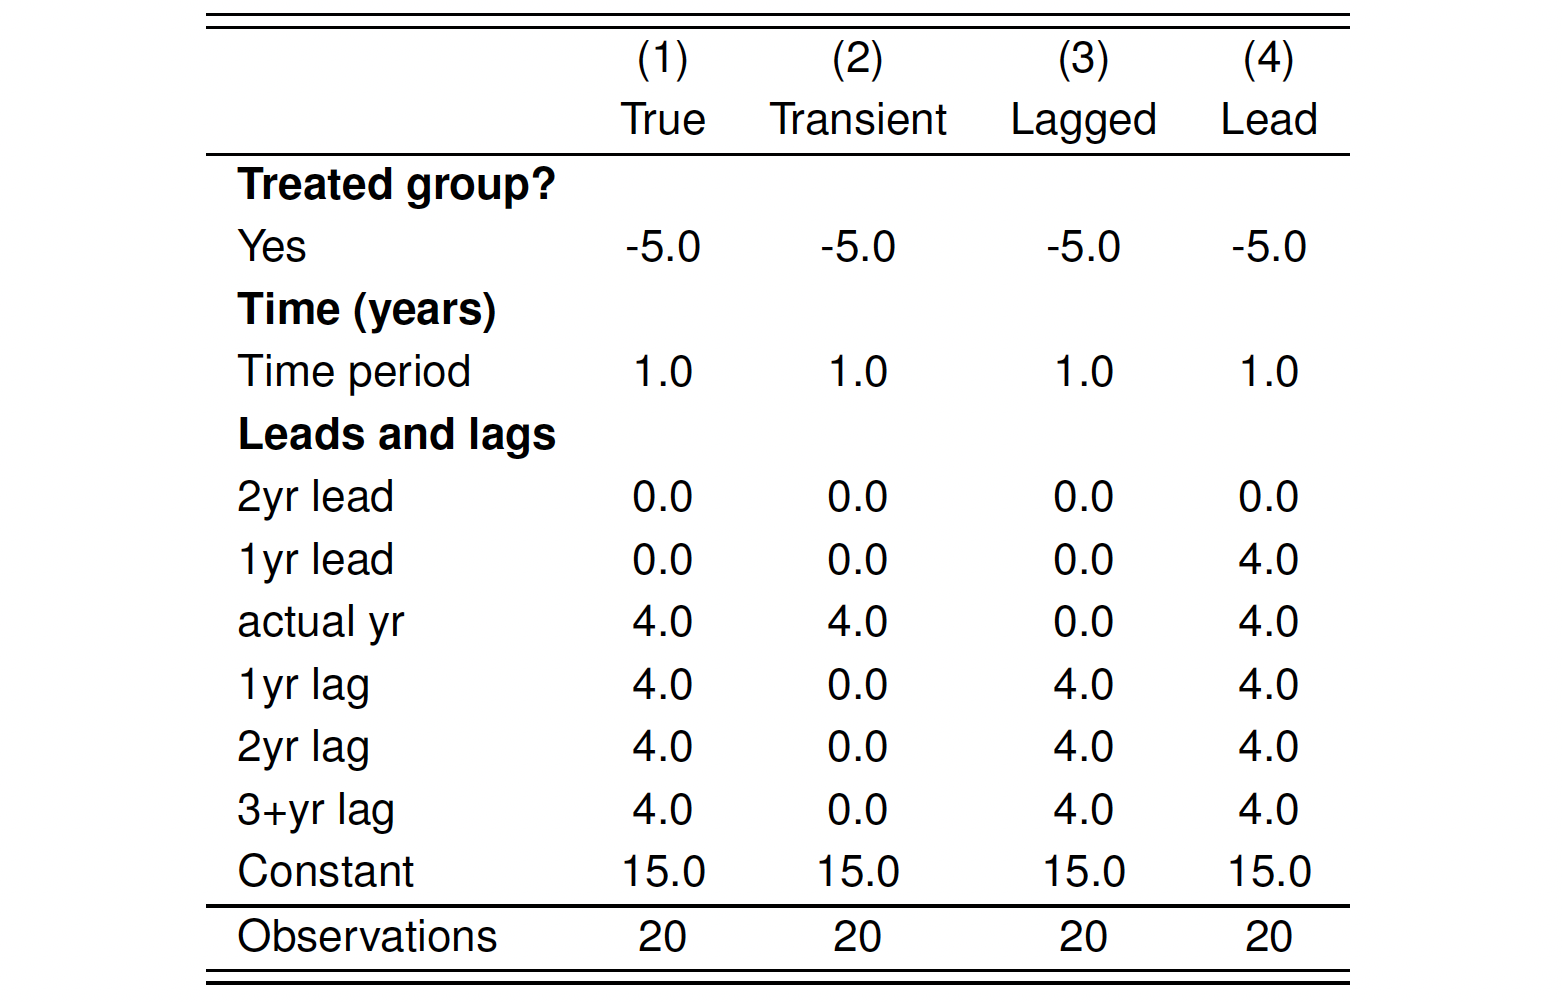 (1) (2) (3) (4)
True Transient Lagged Lead
Treated group?
Yes -5.0 -5.0 -5.0 -5.0
Time (years)
Time period 1.0 1.0 1.0 1.0
Leads and lags
2yr lead 0.0 0.0 0.0 0.0
1yr lead 0.0 0.0 0.0 4.0
actual yr 4.0 4.0 0.0 4.0
1yr lag 4.0 0.0 4.0 4.0
2yr lag 4.0 0.0 4.0 4.0
3+yr lag 4.0 0.0 4.0 4.0
Constant 15.0 15.0 15.0 15.0
Observations 20 20 20 20